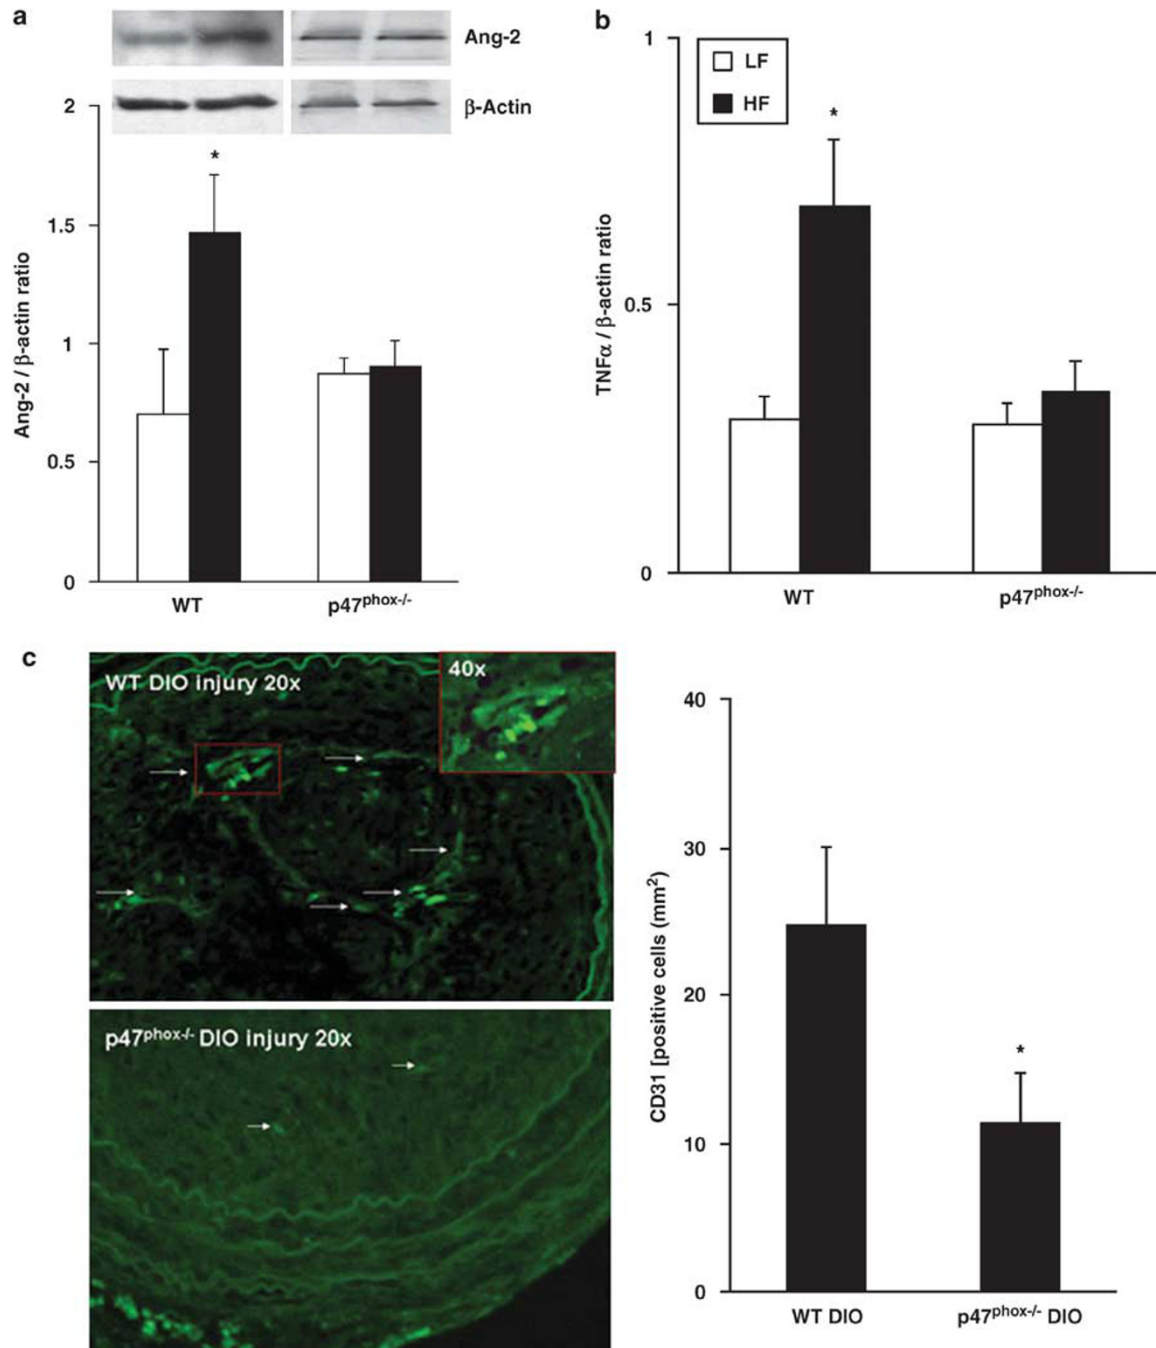 a
Ang-2
β-Actin
2
1.5
1
0.5
0
Ang-2 / β-actin ratio
*
WT
p47phox-/-
b
1
0.5
0
TNFα / β-actin ratio
LF
HF
*
WT
p47phox-/-
c
WT DIO injury 20x
40x
p47phox-/- DIO injury 20x
40
30
20
10
0
CD31 [positive cells (mm²)
*
WT DIO
p47phox-/- DIO